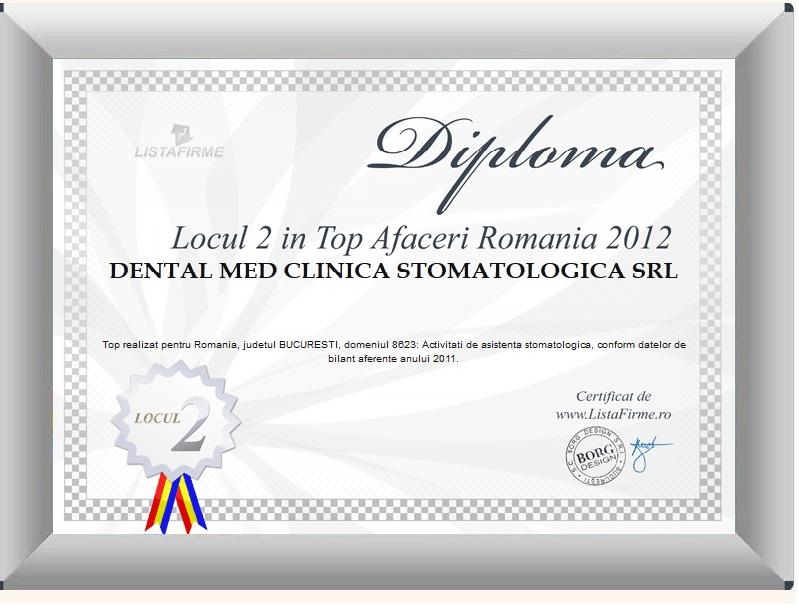 LISTAFIRME
Diploma
Locul 2 in Top Afaceri Romania 2012
DENTAL MED CLINICA STOMATOLOGICA SRL
Top realizat pentru Romania, judetul BUCURESTI, domeniul 8623: Activitati de asistenta stomatologica, conform datelor de
bilant aferente anului 2011.
LOCUL 2
Certificat de
www.ListaFirme.ro
S.C. BORG DESIGN S.R.L.
BORG
DESIGN
BUCUREȘTI